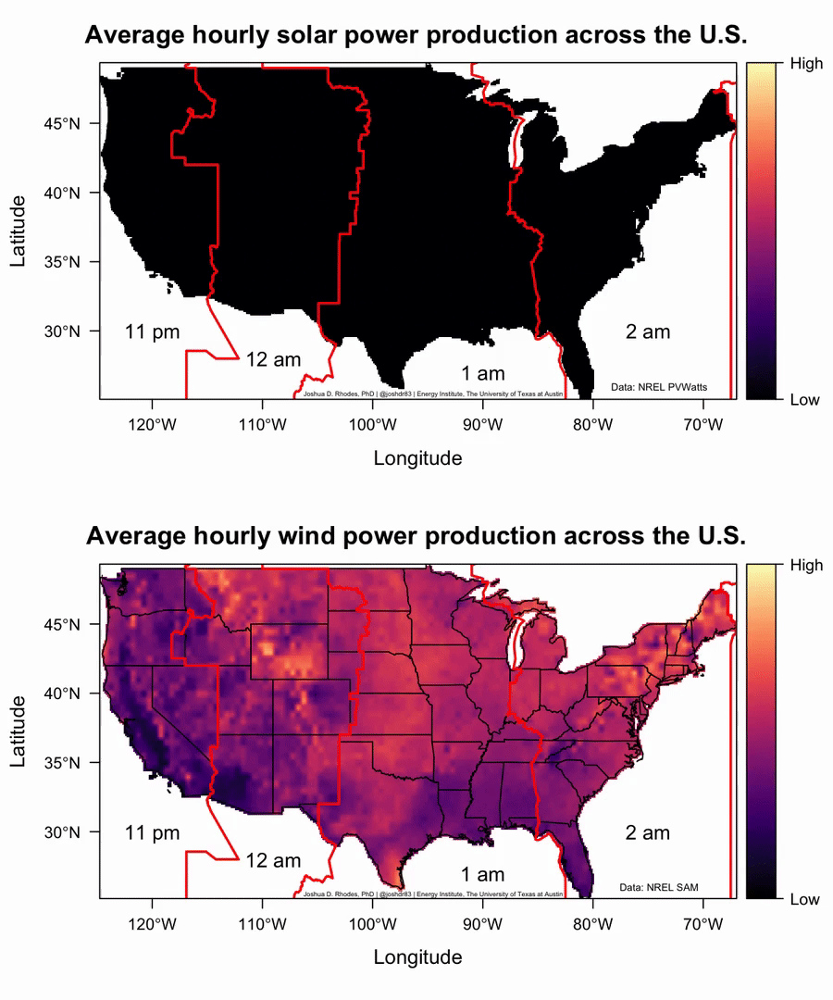 Average hourly solar power production across the U.S.
High
45°N
40°N
35°N
30°N
Latitude
11 pm
12 am
1 am
2 am
Data: NREL PVWatts
Joshua D. Rhodes, PhD | @joshdr83 | Energy Institute, The University of Texas at Austin
Low
120°W 110°W 100°W 90°W 80°W 70°W
Longitude
Average hourly wind power production across the U.S.
High
45°N
40°N
35°N
30°N
Latitude
11 pm
12 am
1 am
2 am
Data: NREL SAM
Joshua D. Rhodes, PhD | @joshdr83 | Energy Institute, The University of Texas at Austin
Low
120°W 110°W 100°W 90°W 80°W 70°W
Longitude